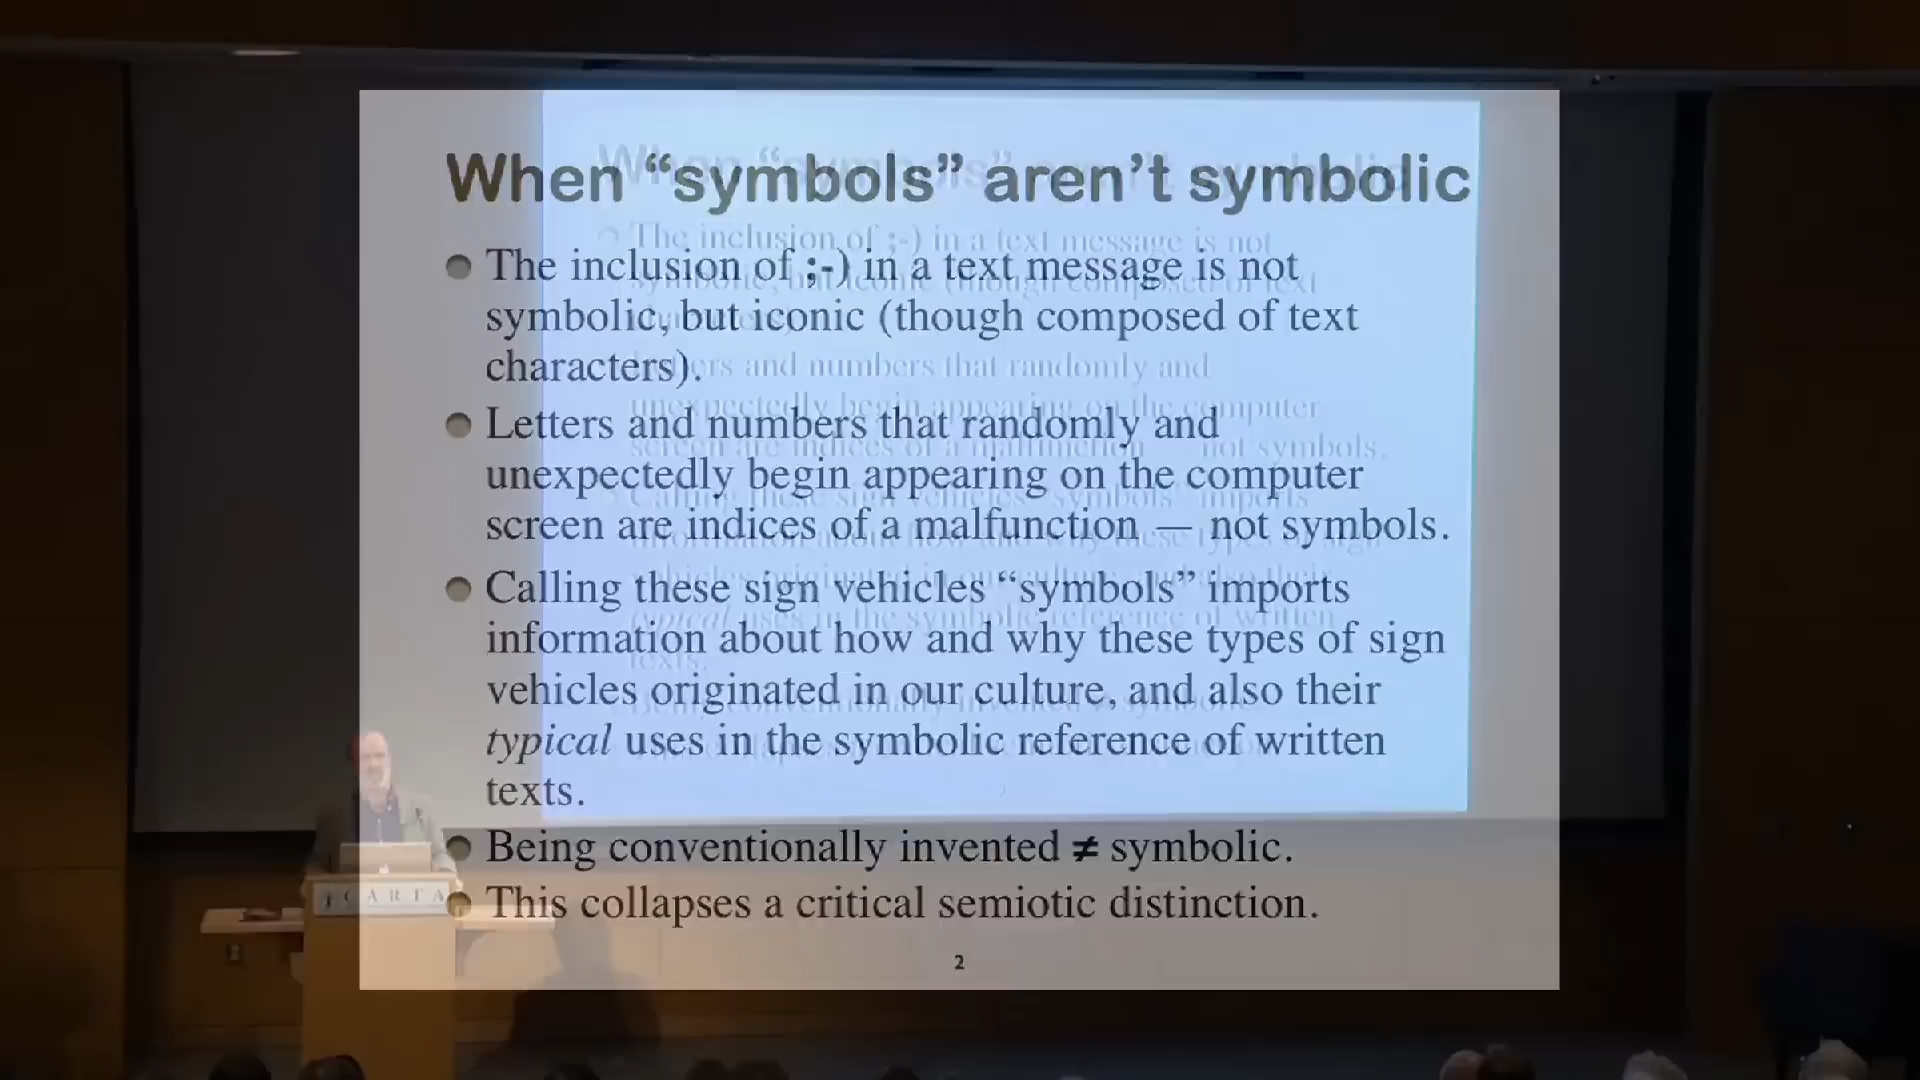 When “symbols” aren’t symbolic
The inclusion of ;-) in a text message is not
symbolic, but iconic (though composed of text
characters).
Letters and numbers that randomly and
unexpectedly begin appearing on the computer
screen are indices of a malfunction — not symbols.
Calling these sign vehicles “symbols” imports
information about how and why these types of sign
vehicles originated in our culture, and also their
typical uses in the symbolic reference of written
texts.
Being conventionally invented ≠ symbolic.
CARTA
This collapses a critical semiotic distinction.
2